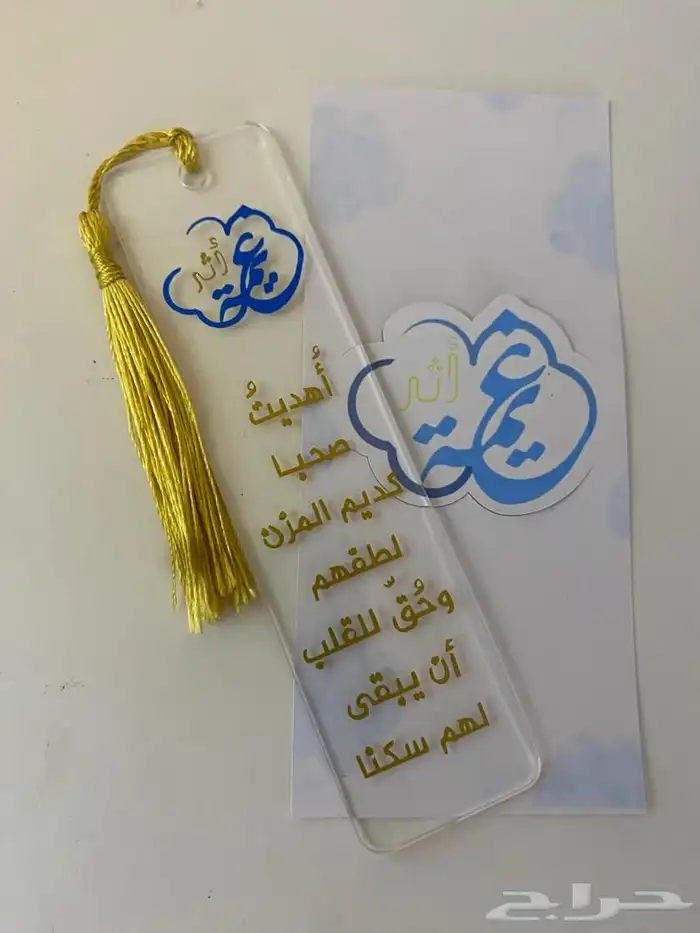 أثر
غيمة
أُهديتُ
صحبا
كديم المزن
لطفهم
وحُقّ للقلب
أن يبقى
لهم سكنا
أثر
غيمة
حراج